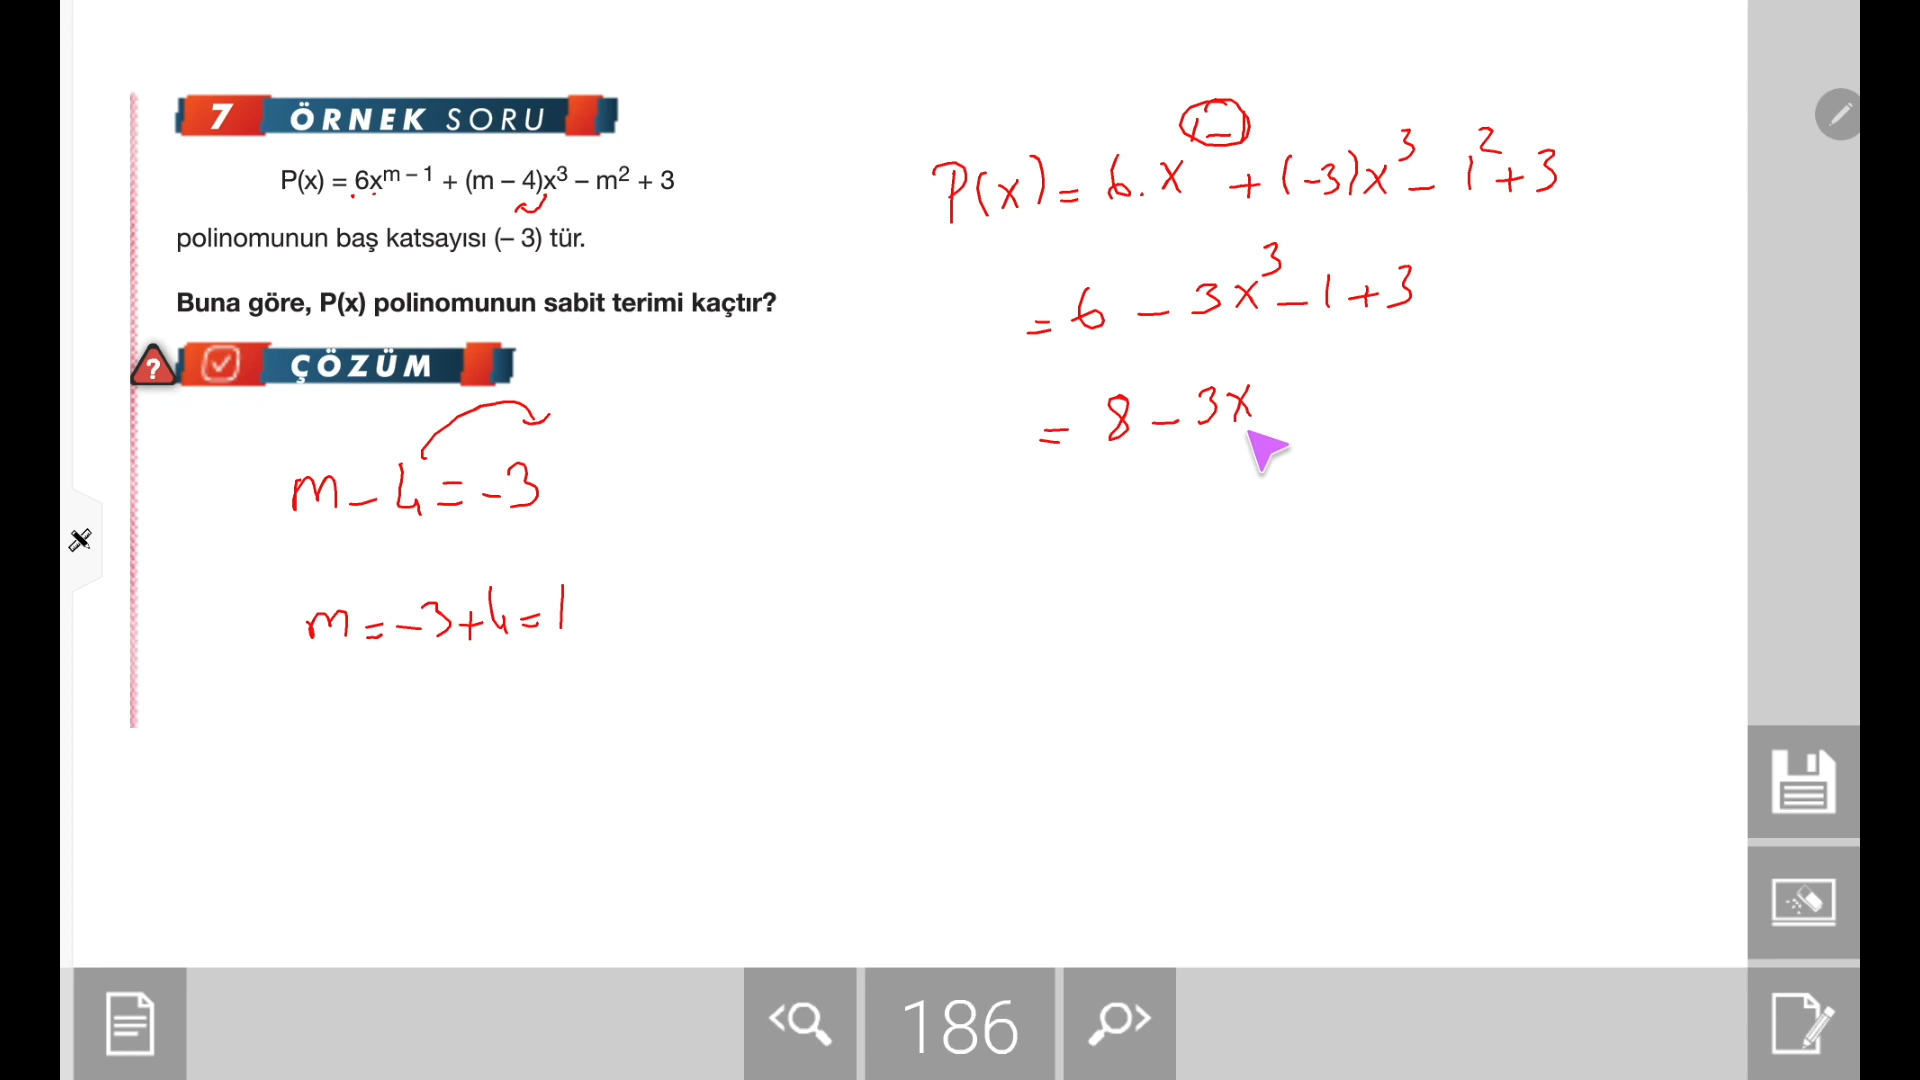 7 ÖRNEK SORU
P(x) = 6x^{m – 1} + (m – 4)x³ – m² + 3
polinomunun baş katsayısı (– 3) tür.
Buna göre, P(x) polinomunun sabit terimi kaçtır?
? ÇÖZÜM
m - 4 = -3
m = -3 + 4 = 1
P(x) = 6.x + (-3)x³ - 1² + 3
= 6 - 3x³ - 1 + 3
= 8 - 3x
186